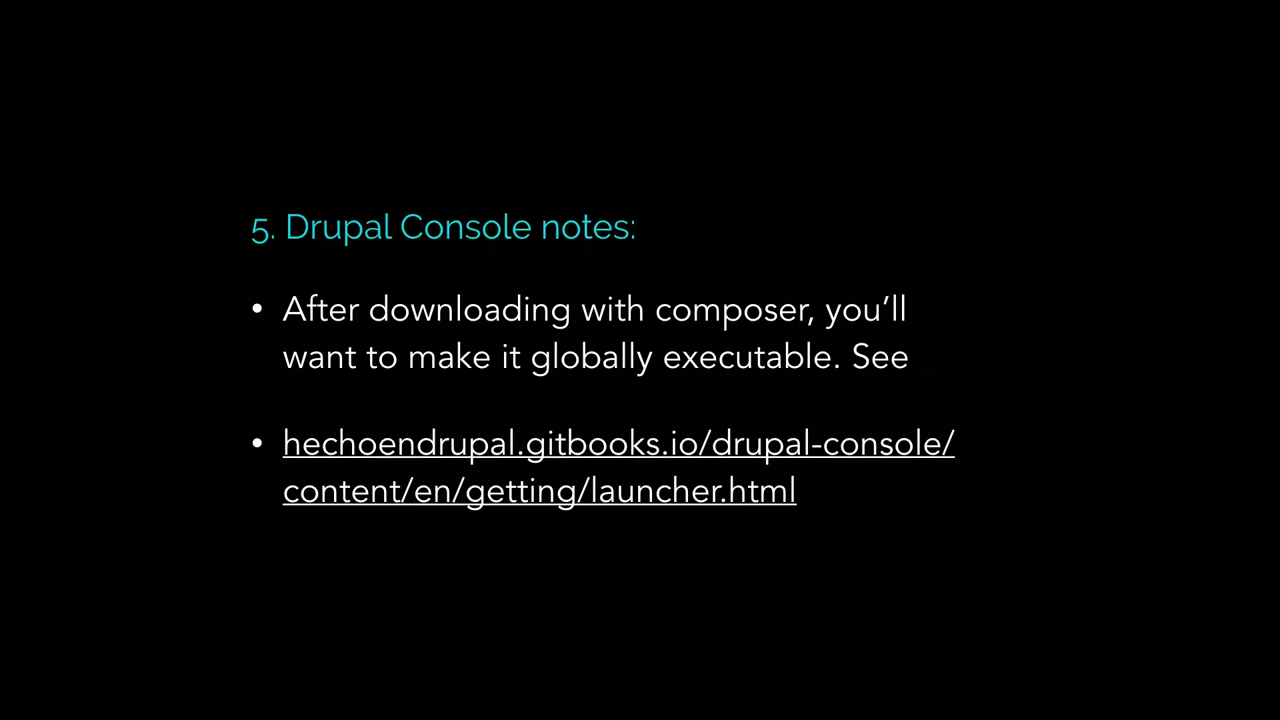 5. Drupal Console notes:
• After downloading with composer, you’ll
want to make it globally executable. See
• hechoendrupal.gitbooks.io/drupal-console/
content/en/getting/launcher.html